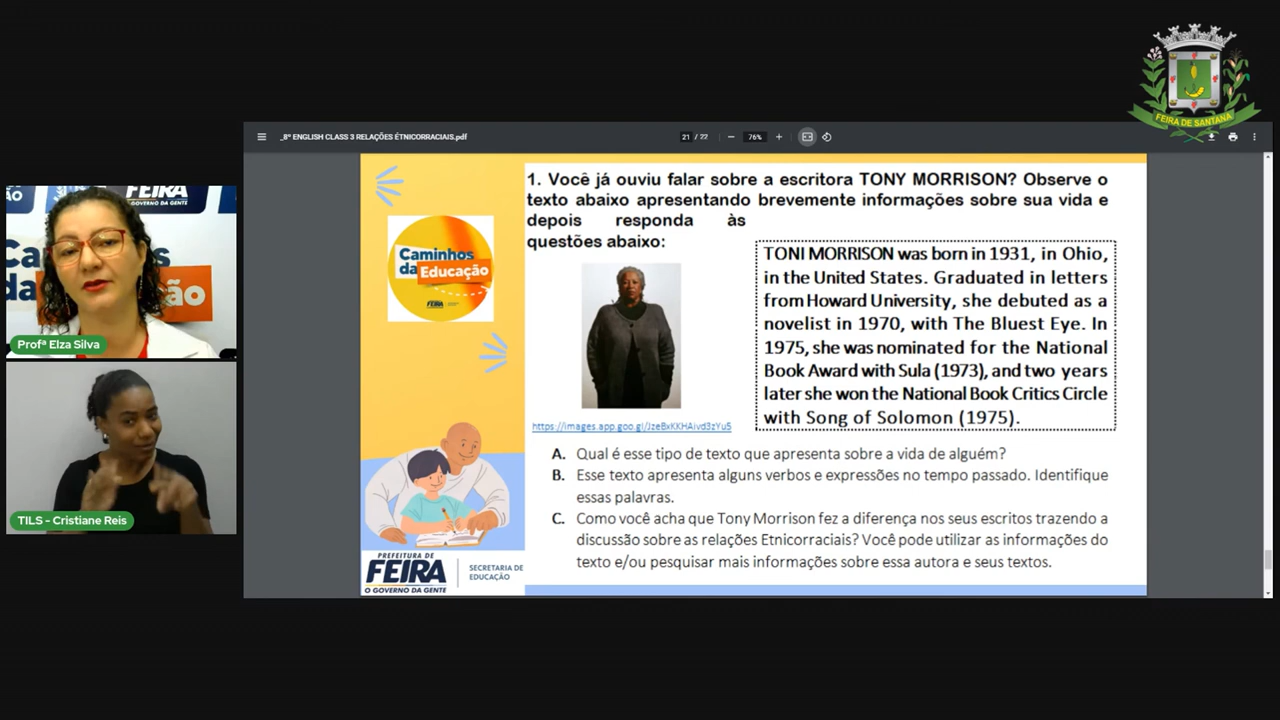 FEIRA DE SANTANA
_8º ENGLISH CLASS 3 RELAÇÕES ÉTNICORRACIAIS.pdf
21 / 22
76%
FEIRA
GOVERNO DA GENTE
Profª Elza Silva
TILS - Cristiane Reis
Caminhos
da Educação
FEIRA
PREFEITURA DE
FEIRA
O GOVERNO DA GENTE
SECRETARIA DE
EDUCAÇÃO
1. Você já ouviu falar sobre a escritora TONY MORRISON? Observe o
texto abaixo apresentando brevemente informações sobre sua vida e
depois responda às
questões abaixo:
TONI MORRISON was born in 1931, in Ohio,
in the United States. Graduated in letters
from Howard University, she debuted as a
novelist in 1970, with The Bluest Eye. In
1975, she was nominated for the National
Book Award with Sula (1973), and two years
later she won the National Book Critics Circle
with Song of Solomon (1975).
https://images.app.goo.gl/JzeBxKKHAivd3zYu5
A. Qual é esse tipo de texto que apresenta sobre a vida de alguém?
B. Esse texto apresenta alguns verbos e expressões no tempo passado. Identifique
essas palavras.
C. Como você acha que Tony Morrison fez a diferença nos seus escritos trazendo a
discussão sobre as relações Etnicorraciais? Você pode utilizar as informações do
texto e/ou pesquisar mais informações sobre essa autora e seus textos.